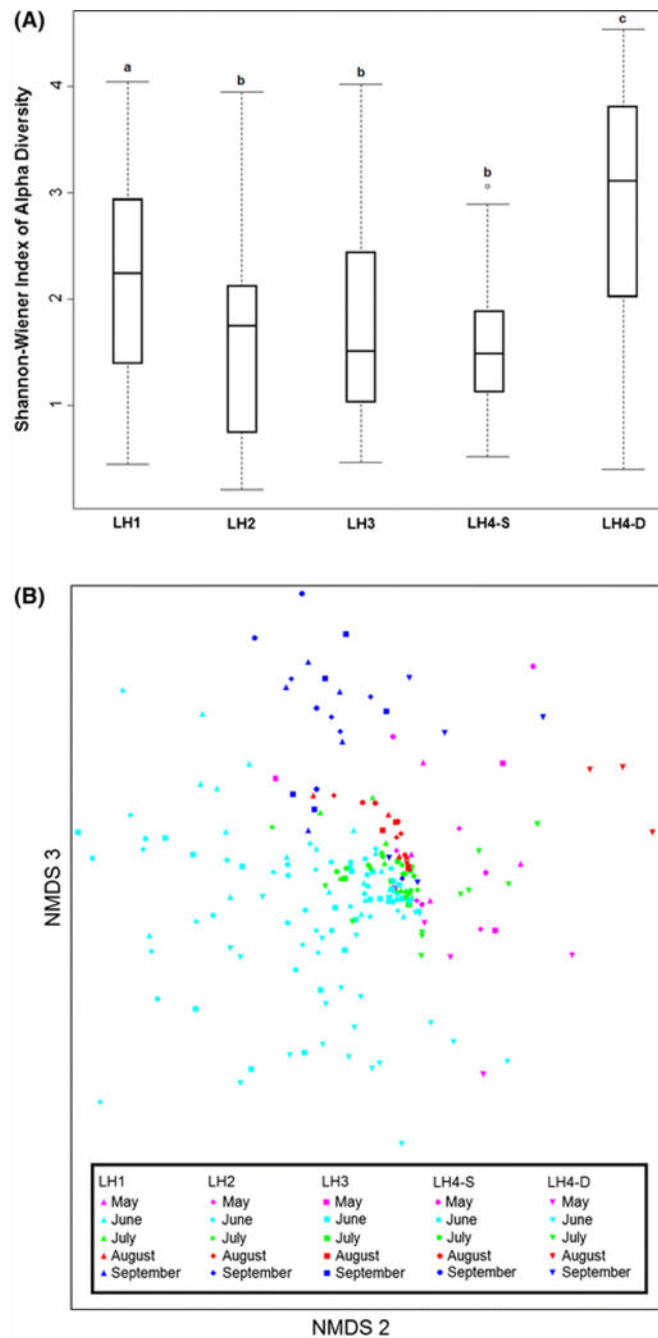 (A)
Shannon-Wiener Index of Alpha Diversity
4
3
2
1
a
b
b
b
c
LH1
LH2
LH3
LH4-S
LH4-D
(B)
NMDS 3
LH1 LH2 LH3 LH4-S LH4-D
May May May May May
June June June June June
July July July July July
August August August August August
September September September September September
NMDS 2